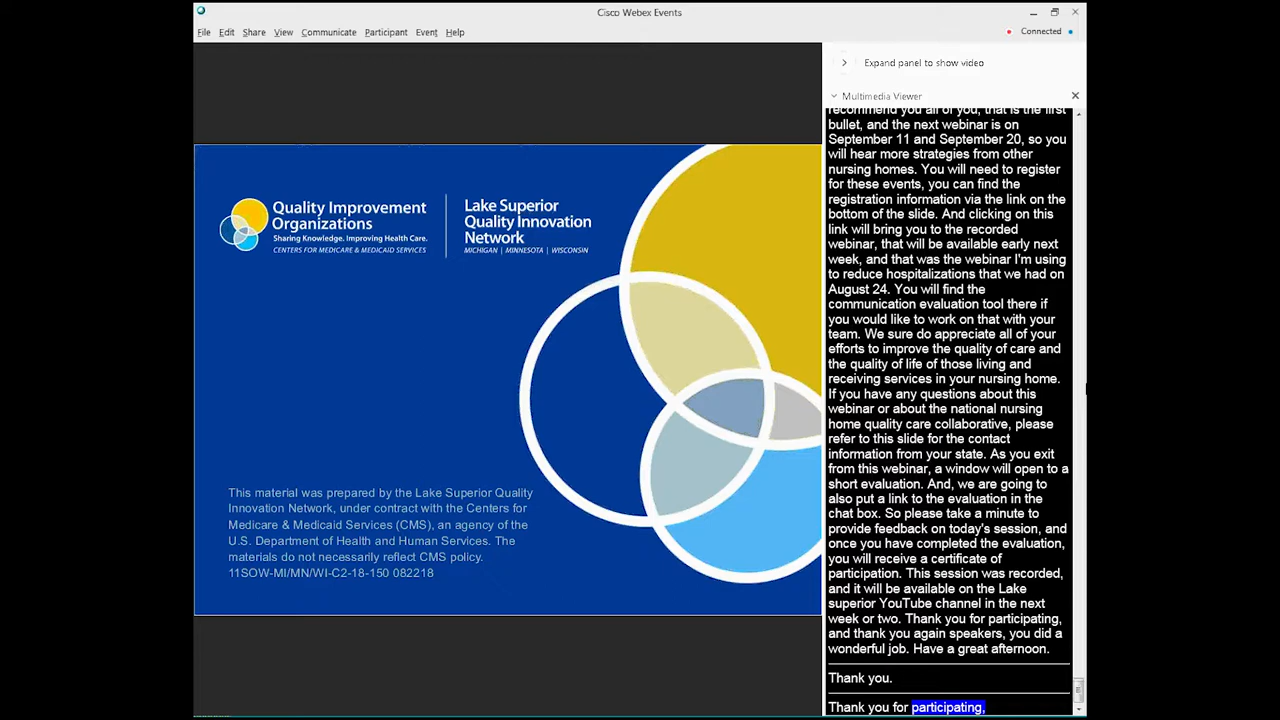 Cisco Webex Events
File Edit Share View Communicate Participant Event Help
Connected
Expand panel to show video
Multimedia Viewer
Quality Improvement
Organizations
Sharing Knowledge. Improving Health Care.
CENTERS FOR MEDICARE & MEDICAID SERVICES
Lake Superior
Quality Innovation
Network
MICHIGAN | MINNESOTA | WISCONSIN
This material was prepared by the Lake Superior Quality
Innovation Network, under contract with the Centers for
Medicare & Medicaid Services (CMS), an agency of the
U.S. Department of Health and Human Services. The
materials do not necessarily reflect CMS policy.
11SOW-MI/MN/WI-C2-18-150 082218
recommend you all of you, that is the first
bullet, and the next webinar is on
September 11 and September 20, so you
will hear more strategies from other
nursing homes. You will need to register
for these events, you can find the
registration information via the link on the
bottom of the slide. And clicking on this
link will bring you to the recorded
webinar, that will be available early next
week, and that was the webinar I'm using
to reduce hospitalizations that we had on
August 24. You will find the
communication evaluation tool there if
you would like to work on that with your
team. We sure do appreciate all of your
efforts to improve the quality of care and
the quality of life of those living and
receiving services in your nursing home.
If you have any questions about this
webinar or about the national nursing
home quality care collaborative, please
refer to this slide for the contact
information from your state. As you exit
from this webinar, a window will open to a
short evaluation. And, we are going to
also put a link to the evaluation in the
chat box. So please take a minute to
provide feedback on today's session, and
once you have completed the evaluation,
you will receive a certificate of
participation. This session was recorded,
and it will be available on the Lake
superior YouTube channel in the next
week or two. Thank you for participating,
and thank you again speakers, you did a
wonderful job. Have a great afternoon.
Thank you.
Thank you for participating,